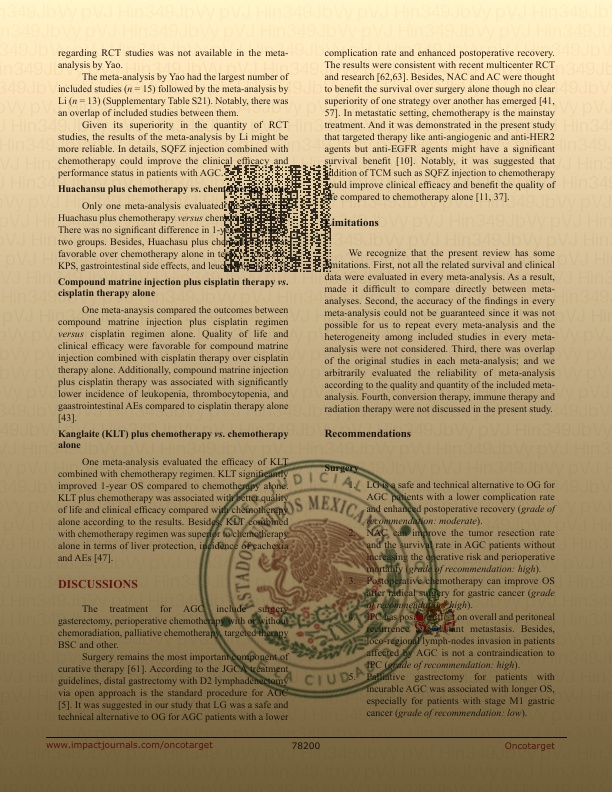 regarding RCT studies was not available in the meta-
analysis by Yao.
The meta-analysis by Yao had the largest number of
included studies (n = 15) followed by the meta-analysis by
Li (n = 13) (Supplementary Table S21). Notably, there was
an overlap of included studies between them.
Given its superiority in the quantity of RCT
studies, the results of the meta-analysis by Li might be
more reliable. In details, SQFZ injection combined with
chemotherapy could improve the clinical efficacy and
performance status in patients with AGC.
Huachansu plus chemotherapy vs.
Only one meta-analysis evaluated
Huachasu plus chemotherapy versus
There was no significant difference in
two groups. Besides, Huachasu plus
favorable over chemotherapy alone in
KPS, gastrointestinal side effects, and
Compound matrine injection plus cisplatin therapy vs.
cisplatin therapy alone
One meta-anaysis compared the outcomes between
compound matrine injection plus cisplatin regimen
versus cisplatin regimen alone. Quality of life and
clinical efficacy were favorable for compound matrine
injection combined with cisplatin therapy over cisplatin
therapy alone. Additionally, compound matrine injection
plus cisplatin therapy was associated with significantly
lower incidence of leukopenia, thrombocytopenia, and
gaastrointestinal AEs compared to cisplatin therapy alone
[43].
Kanglaite (KLT) plus chemotherapy vs. chemotherapy
alone
One meta-analysis evaluated the efficacy of KLT
combined with chemotherapy regimen. KLT significantly
improved 1-year OS compared to chemotherapy alone.
KLT plus chemotherapy was associated with better quality
of life and clinical efficacy compared with chemotherapy
alone according to the results. Besides, KLT combined
with chemotherapy regimen was superior to chemotherapy
alone in terms of liver protection, incidence of cachexia
and AEs [47].
DISCUSSIONS
The treatment for AGC include surgery
gasterectomy, perioperative chemotherapy with or without
chemoradiation, palliative chemotherapy, targeted therapy
BSC and other.
Surgery remains the most important component of
curative therapy [61]. According to the JGCA treatment
guidelines, distal gastrectomy with D2 lymphadenectomy
via open approach is the standard procedure for AGC
[5]. It was suggested in our study that LG was a safe and
technical alternative to OG for AGC patients with a lower
complication rate and enhanced postoperative recovery.
The results were consistent with recent multicenter RCT
and research [62,63]. Besides, NAC and AC were thought
to benefit the survival over surgery alone though no clear
superiority of one strategy over another has emerged [41,
57]. In metastatic setting, chemotherapy is the mainstay
treatment. And it was demonstrated in the present study
that targeted therapy like anti-angiogenic and anti-HER2
agents but anti-EGFR agents might have a significant
survival benefit [10]. Notably, it was suggested that
addition of TCM such as SQFZ injection to chemotherapy
could improve clinical efficacy and benefit the quality of
life compared to chemotherapy alone [11, 37].
Limitations
We recognize that the present review has some
limitations. First, not all the related survival and clinical
data were evaluated in every meta-analysis. As a result,
made it difficult to compare directly between meta-
analyses. Second, the accuracy of the findings in every
meta-analysis could not be guaranteed since it was not
possible for us to repeat every meta-analysis and the
heterogeneity among included studies in every meta-
analysis were not considered. Third, there was overlap
of the original studies in each meta-analysis; and we
arbitrarily evaluated the reliability of meta-analysis
according to the quality and quantity of the included meta-
analysis. Fourth, conversion therapy, immune therapy and
radiation therapy were not discussed in the present study.
Recommendations
Surgery
1. LG is a safe and technical alternative to OG for
AGC patients with a lower complication rate
and enhanced postoperative recovery (grade of
recommendation: moderate).
2. NAC can improve the tumor resection rate
and the survival rate in AGC patients without
increasing the operative risk and perioperative
mortality (grade of recommendation: high).
3. Postoperative chemotherapy can improve OS
after radical surgery for gastric cancer (grade
of recommendation: high).
4. IPC has positive effect on overall and peritoneal
recurrence and distant metastasis. Besides,
loco-regional lymph-nodes invasion in patients
affected by AGC is not a contraindication to
IPC (grade of recommendation: high).
5. Palliative gastrectomy for patients with
incurable AGC was associated with longer OS,
especially for patients with stage M1 gastric
cancer (grade of recommendation: low).
www.impactjournals.com/oncotarget
78200
Oncotarget